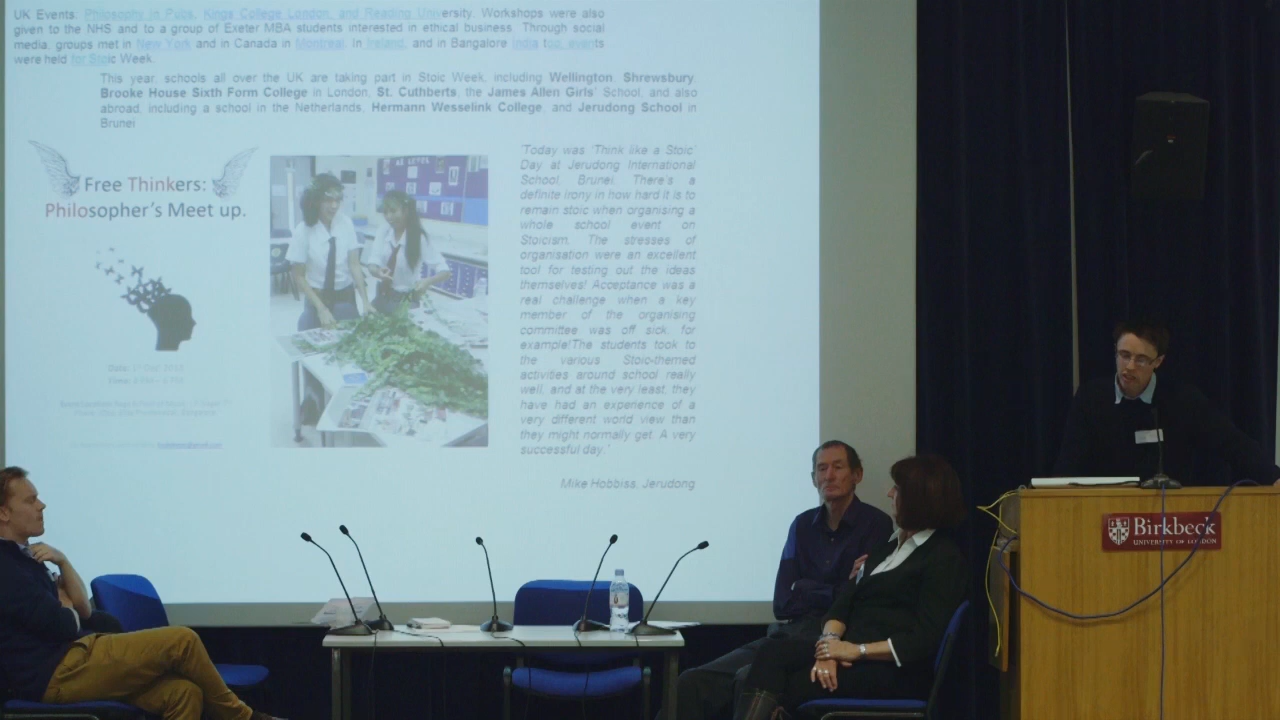 UK Events: Philosophy in Pubs, Kings College London, and Reading University. Workshops were also
given to the NHS and to a group of Exeter MBA students interested in ethical business. Through social
media, groups met in New York and in Canada in Montreal. In Ireland, and in Bangalore India too, events
were held for Stoic Week.
This year, schools all over the UK are taking part in Stoic Week, including Wellington, Shrewsbury,
Brooke House Sixth Form College in London, St. Cuthberts, the James Allen Girls' School, and also
abroad, including a school in the Netherlands, Hermann Wesselink College, and Jerudong School in
Brunei
Free Thinkers:
Philosopher's Meet up.
'Today was 'Think like a Stoic'
Day at Jerudong International
School, Brunei. There's a
definite irony in how hard it is to
remain stoic when organising a
whole school event on
Stoicism. The stresses of
organisation were an excellent
tool for testing out the ideas
themselves! Acceptance was a
real challenge when a key
member of the organising
committee was off sick, for
example!The students took to
the various Stoic-themed
activities around school really
well, and at the very least, they
have had an experience of a
very different world view than
they might normally get. A very
successful day.'
Mike Hobbiss, Jerudong
Birkbeck
UNIVERSITY OF LONDON